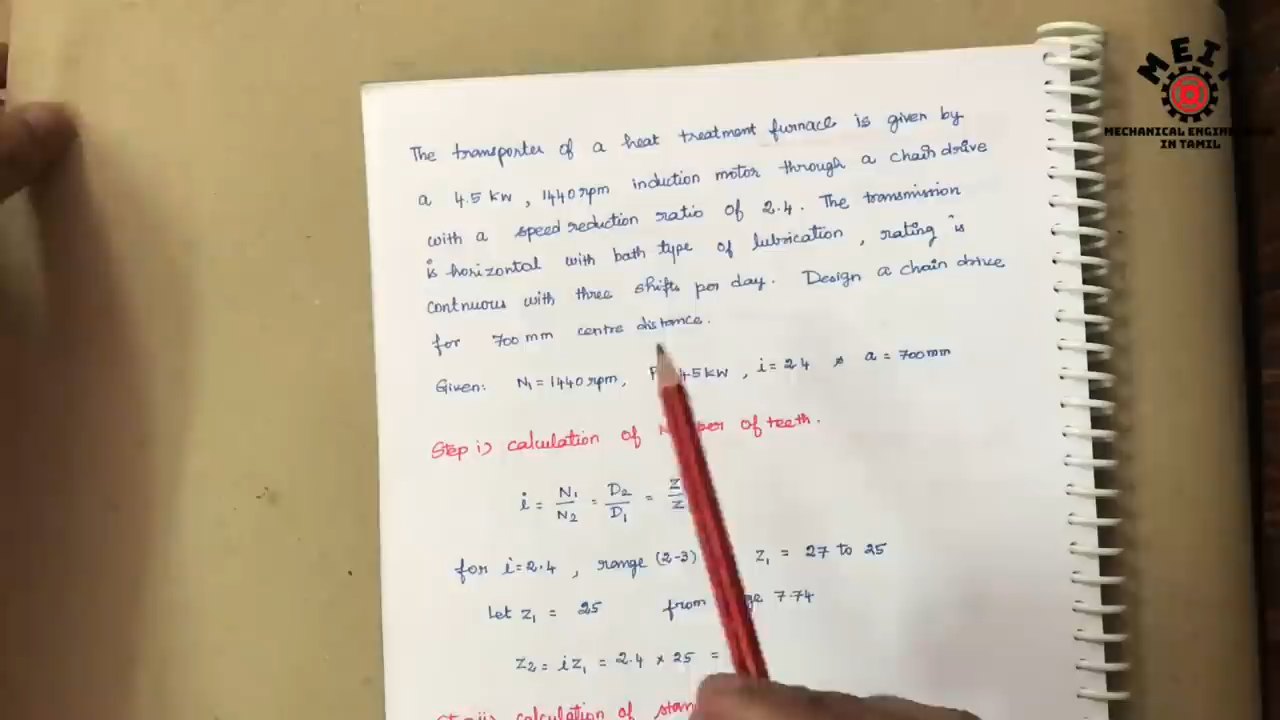 The transporter of a heat treatment furnace is given by
a 4.5 kW, 1440 rpm induction motor through a chain drive
with a speed reduction ratio of 2.4. The transmission
is horizontal with bath type of lubrication, rating is
contnuous with three shifts per day. Design a chain drive
for 700 mm centre distance.
Given: N₁ = 1440 rpm, 4.5 kW, i = 2.4 a = 700 mm
Step i) calculation of of teeth.
i = N₁/N₂ = D₂/D₁ =
for i = 2.4, range (2-3) Z₁ = 27 to 25
Let Z₁ = 25 from 7.74
Z₂ = iZ₁ = 2.4 × 25 =
calculation of
MECHANICAL
IN TAMIL